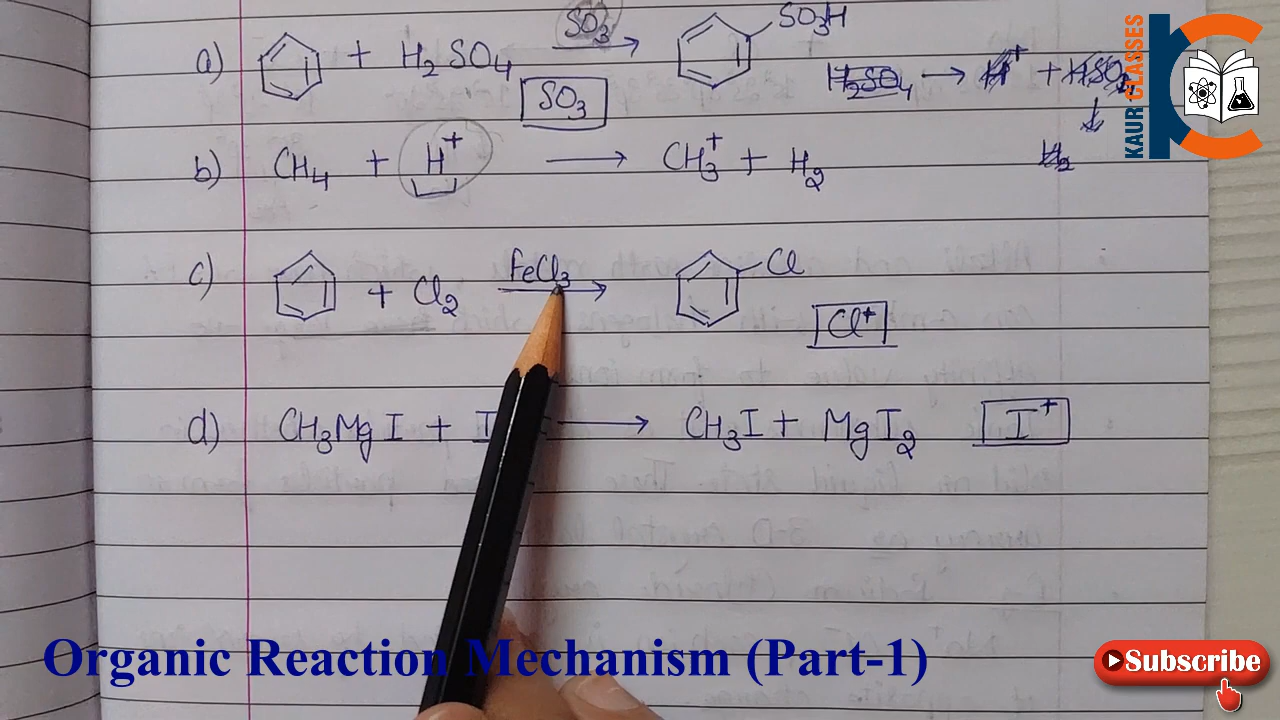 a) + H2SO4 SO3 → SO3H
SO3
H2SO4 → H+ + HSO4
H2
b) CH4 + H+ → CH3+ + H2
c) + Cl2 FeCl3 → Cl
Cl+
d) CH3MgI + I → CH3I + MgI2 I+
Organic Reaction Mechanism (Part-1)
KAUR CLASSES
Subscribe